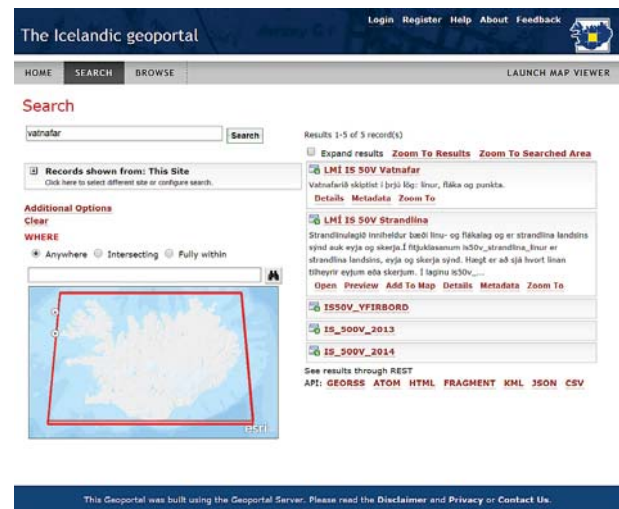 Login Register Help About Feedback
The Icelandic geoportal
HOME SEARCH BROWSE LAUNCH MAP VIEWER
Search
vatnafar Search
Records shown from: This Site
Click here to select different site or configure search.
Additional Options
Clear
WHERE
Anywhere Intersecting Fully within
esri
Results 1-5 of 5 record(s)
Expand results Zoom To Results Zoom To Searched Area
LMÍ IS 50V Vatnafar
Vatnafarið skiptist í þrjú lög: línur, fláka og punkta.
Details Metadata Zoom To
LMÍ IS 50V Strandlína
Strandlínulagið inniheldur bæði línu- og flákalag og er strandlína landsins
sýnd auk eyja og skerja.Í fitjuklasanum is50v_strandlina_linur er
strandlína landsins, eyja og skerja sýnd. Hægt er að sjá hvort línan
tilheyrir eyjum eða skerjum. Í laginu is50v_...
Open Preview Add To Map Details Metadata Zoom To
IS50V_YFIRBORD
IS_500V_2013
IS_500V_2014
See results through REST
API: GEORSS ATOM HTML FRAGMENT KML JSON CSV
This Geoportal was built using the Geoportal Server. Please read the Disclaimer and Privacy or Contact Us.